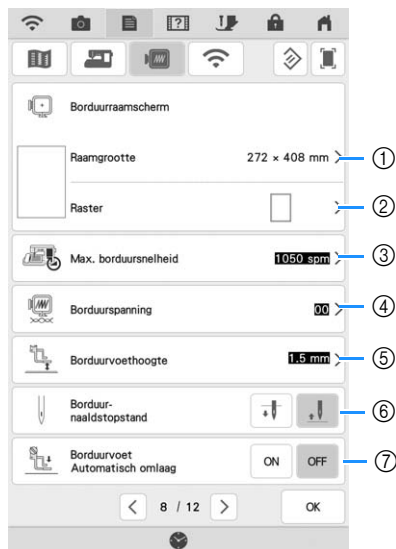 Borduurraamscherm
Raamgrootte 272 × 408 mm ①
Raster ②
Max. borduursnelheid 1050 spm ③
Borduurspanning 00 ④
Borduurvoethoogte 1.5 mm ⑤
Borduur-
naaldstopstand ⑥
Borduurvoet
Automatisch omlaag ON OFF ⑦
8 / 12 OK